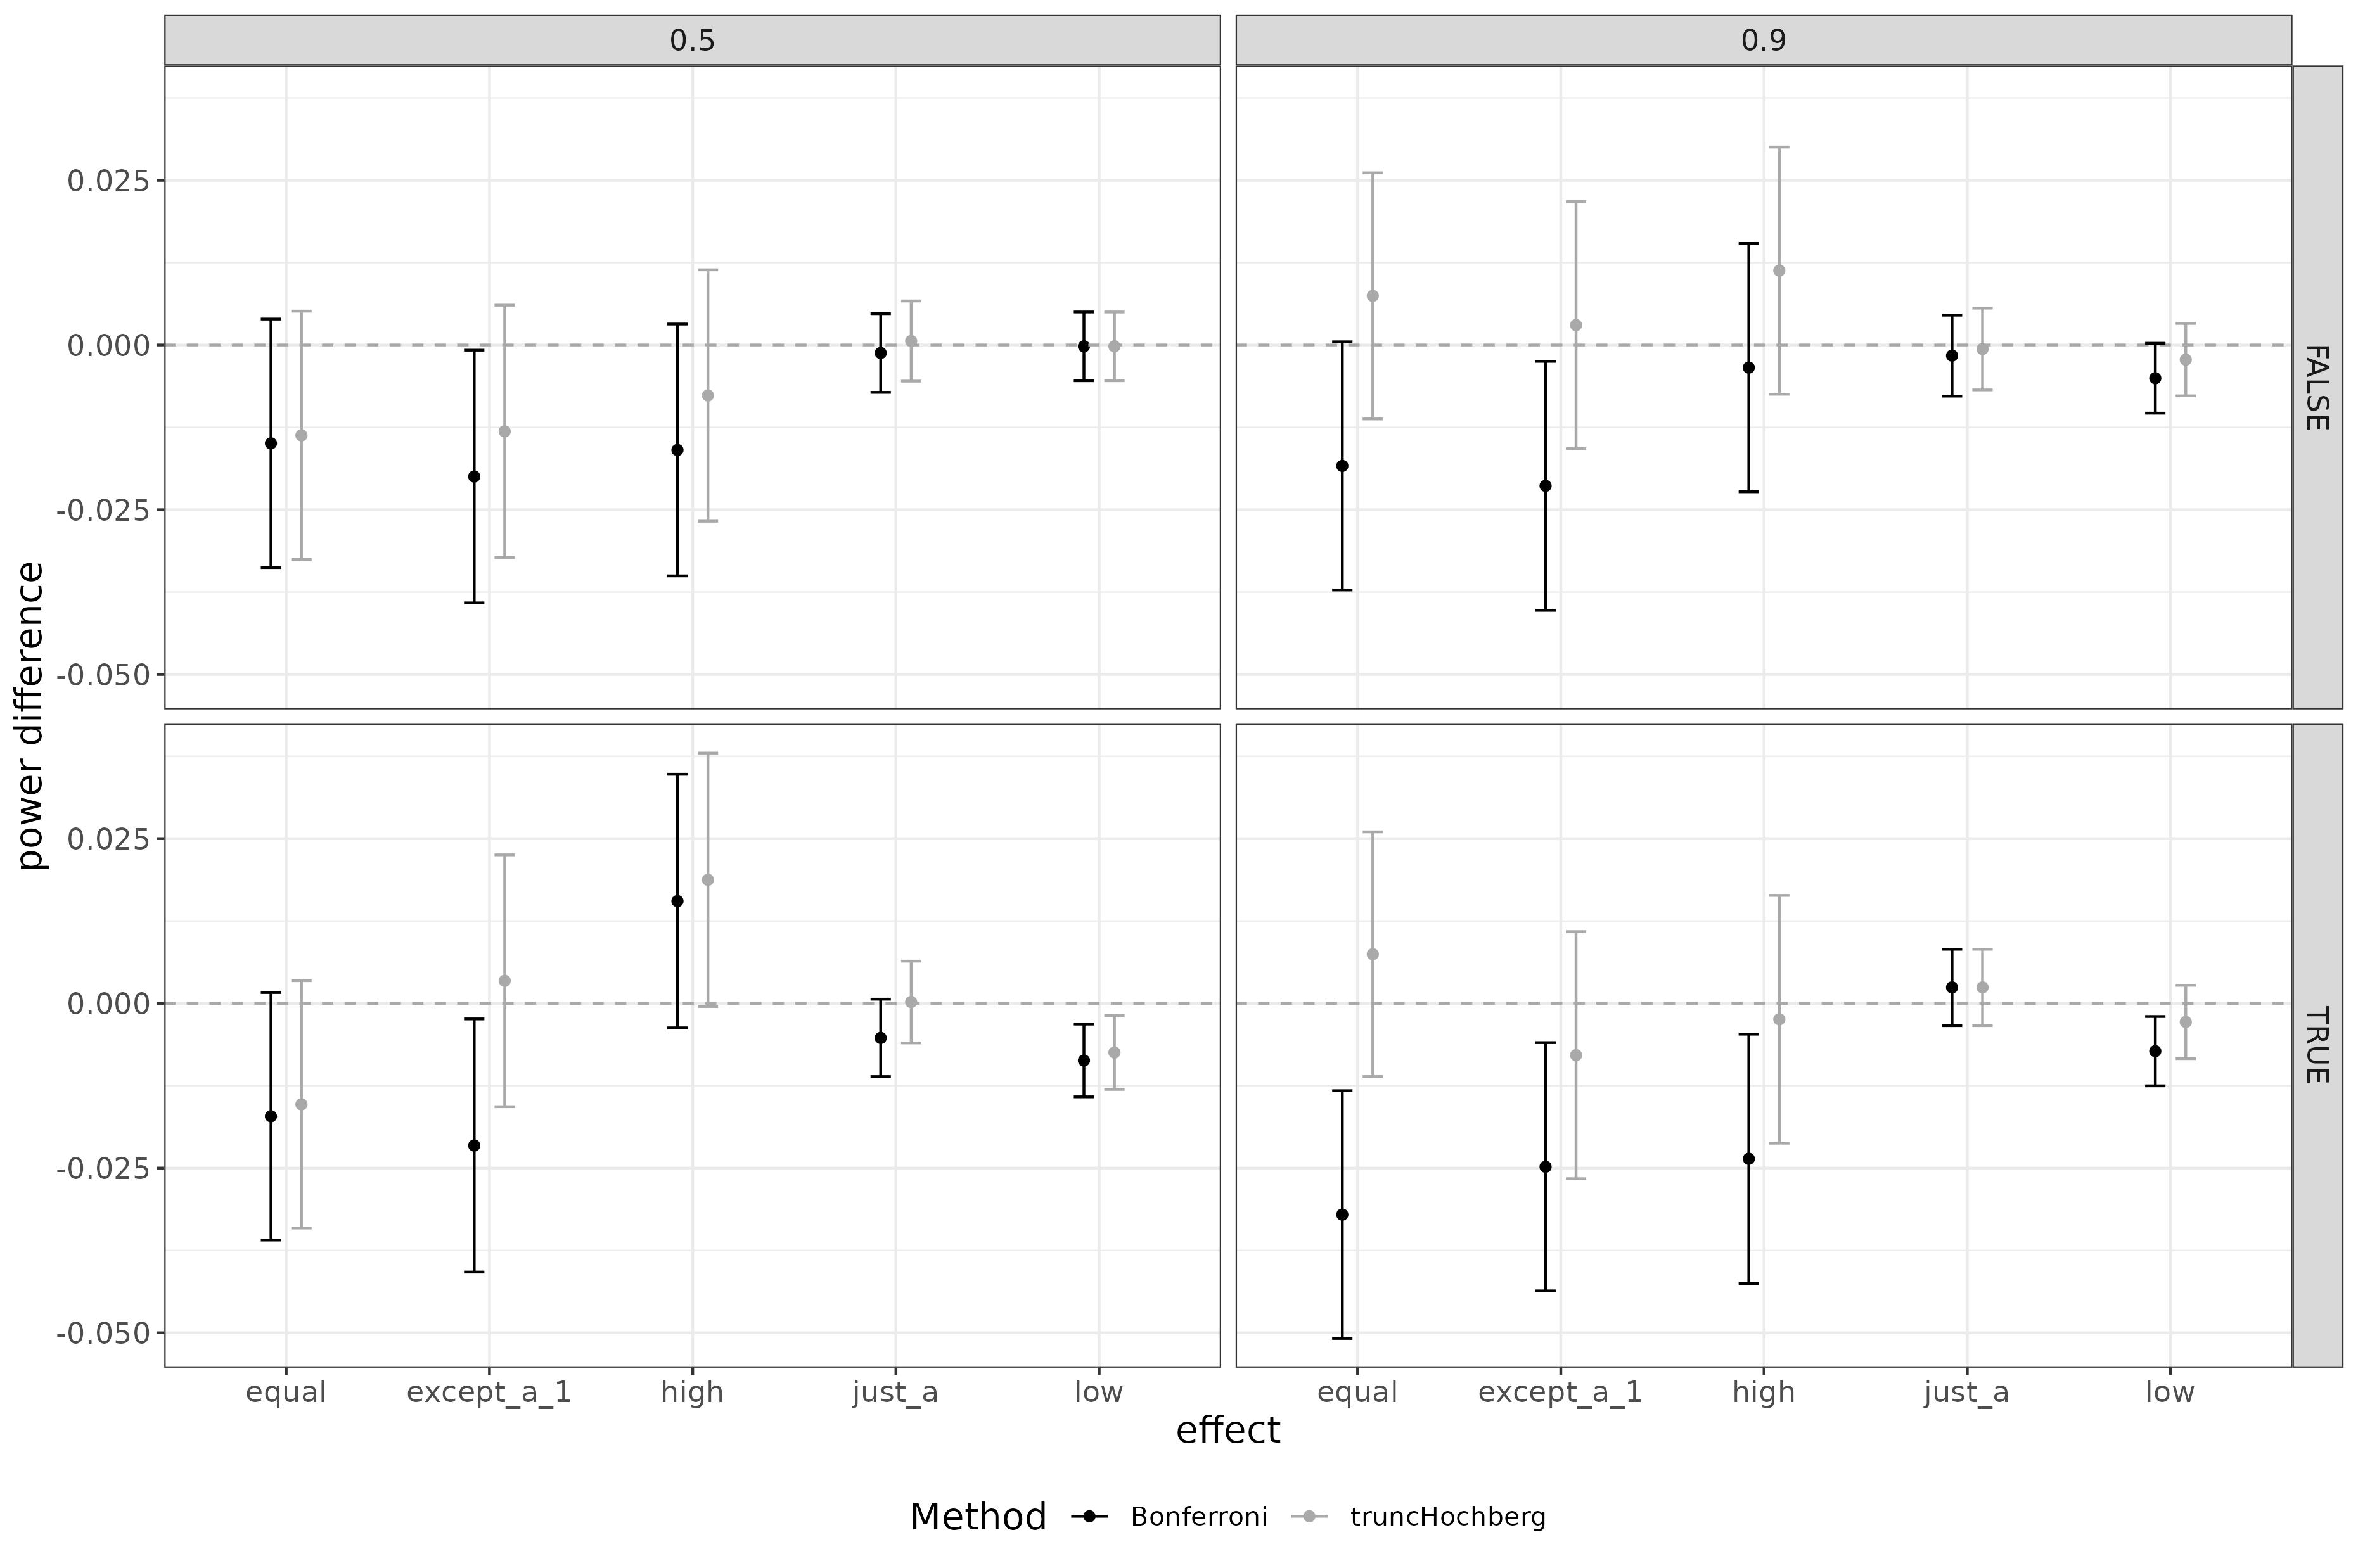 0.5
0.9
0.025
0.000
-0.025
-0.050
FALSE
0.025
0.000
-0.025
-0.050
TRUE
power difference
equal
except_a_1
high
just_a
low
equal
except_a_1
high
just_a
low
effect
Method
Bonferroni
truncHochberg